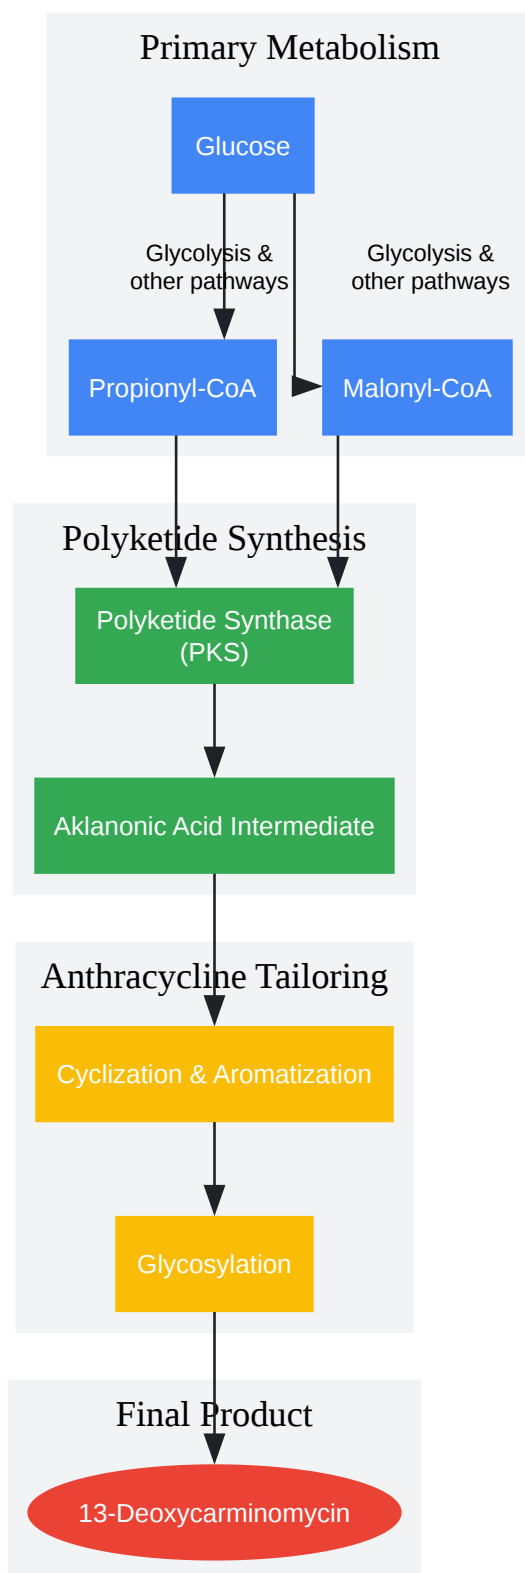 Primary Metabolism
Glucose
Glycolysis &
other pathways
Glycolysis &
other pathways
Propionyl-CoA
Malonyl-CoA
Polyketide Synthesis
Polyketide Synthase
(PKS)
Aklanonic Acid Intermediate
Anthracycline Tailoring
Cyclization & Aromatization
Glycosylation
Final Product
13-Deoxycarminomycin